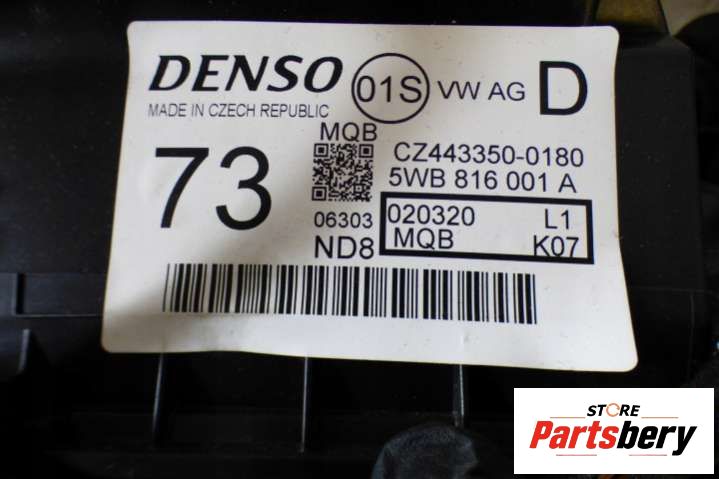 DENSO 01S VW AG D
MADE IN CZECH REPUBLIC
MQB
73 CZ443350-0180
5WB 816 001 A
06303 020320 L1
ND8 MQB K07
STORE
Partsbery